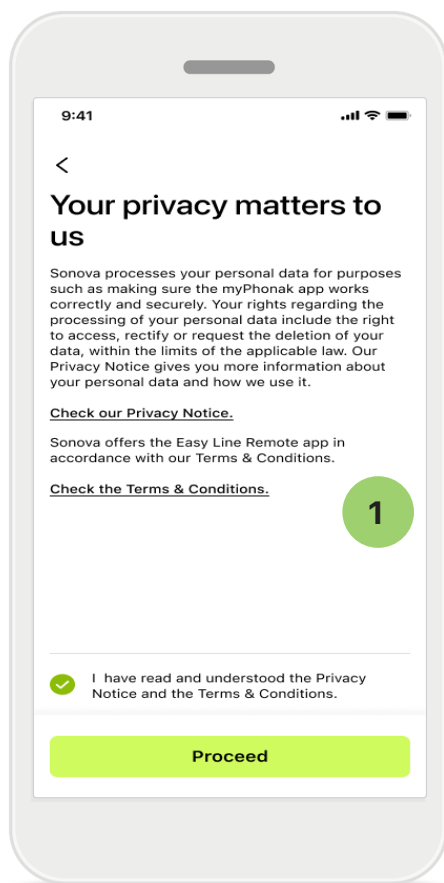 9:41
Your privacy matters to
us
Sonova processes your personal data for purposes
such as making sure the myPhonak app works
correctly and securely. Your rights regarding the
processing of your personal data include the right
to access, rectify or request the deletion of your
data, within the limits of the applicable law. Our
Privacy Notice gives you more information about
your personal data and how we use it.
Check our Privacy Notice.
Sonova offers the Easy Line Remote app in
accordance with our Terms & Conditions.
Check the Terms & Conditions.
1
I have read and understood the Privacy
Notice and the Terms & Conditions.
Proceed